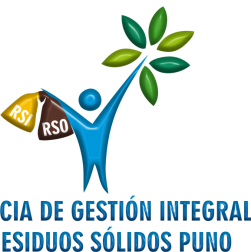 RSI
RSO
CIA DE GESTIÓN INTEGRAL
ESIDUOS SÓLIDOS PUNO